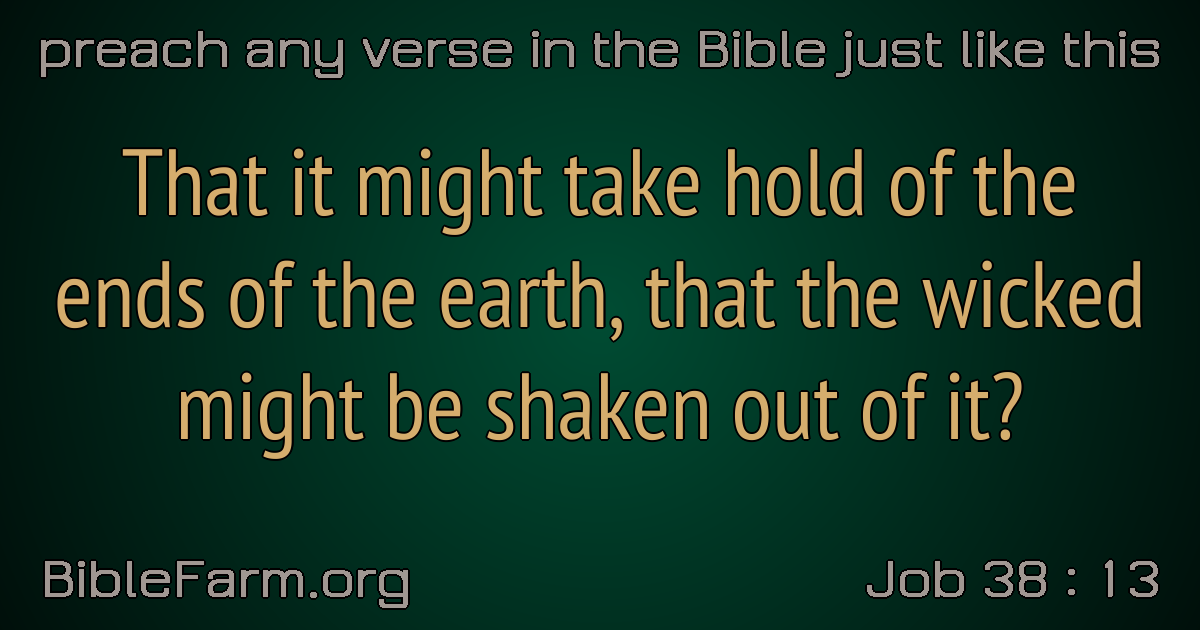 preach any verse in the Bible just like this
That it might take hold of the
ends of the earth, that the wicked
might be shaken out of it?
BibleFarm.org
Job 38 : 13